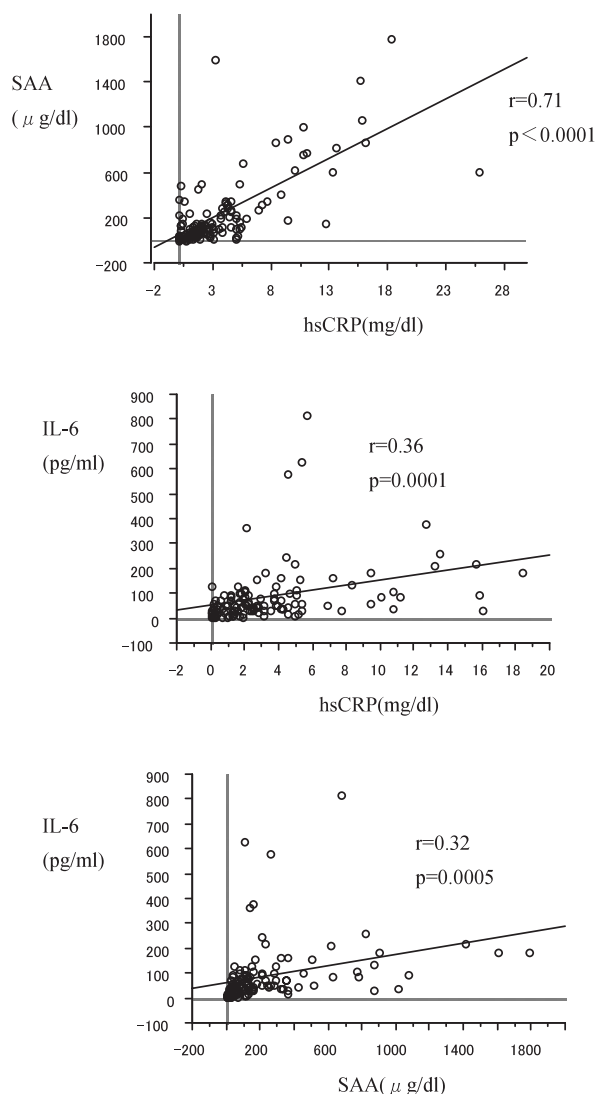 1800
SAA
1400
( μ g/dl)
r=0.71
1000
p<0.0001
600
200
−200
−2 3 8 13 18 23 28
hsCRP(mg/dl)
900
IL-6
800
(pg/ml)
700
r=0.36
600
p=0.0001
500
400
300
200
100
0
−100
−2 0 2 4 6 8 10 12 14 16 18 20
hsCRP(mg/dl)
900
IL-6
800
(pg/ml)
700
r=0.32
600
p=0.0005
500
400
300
200
100
0
−100
-200 200 600 1000 1400 1800
SAA( μ g/dl)